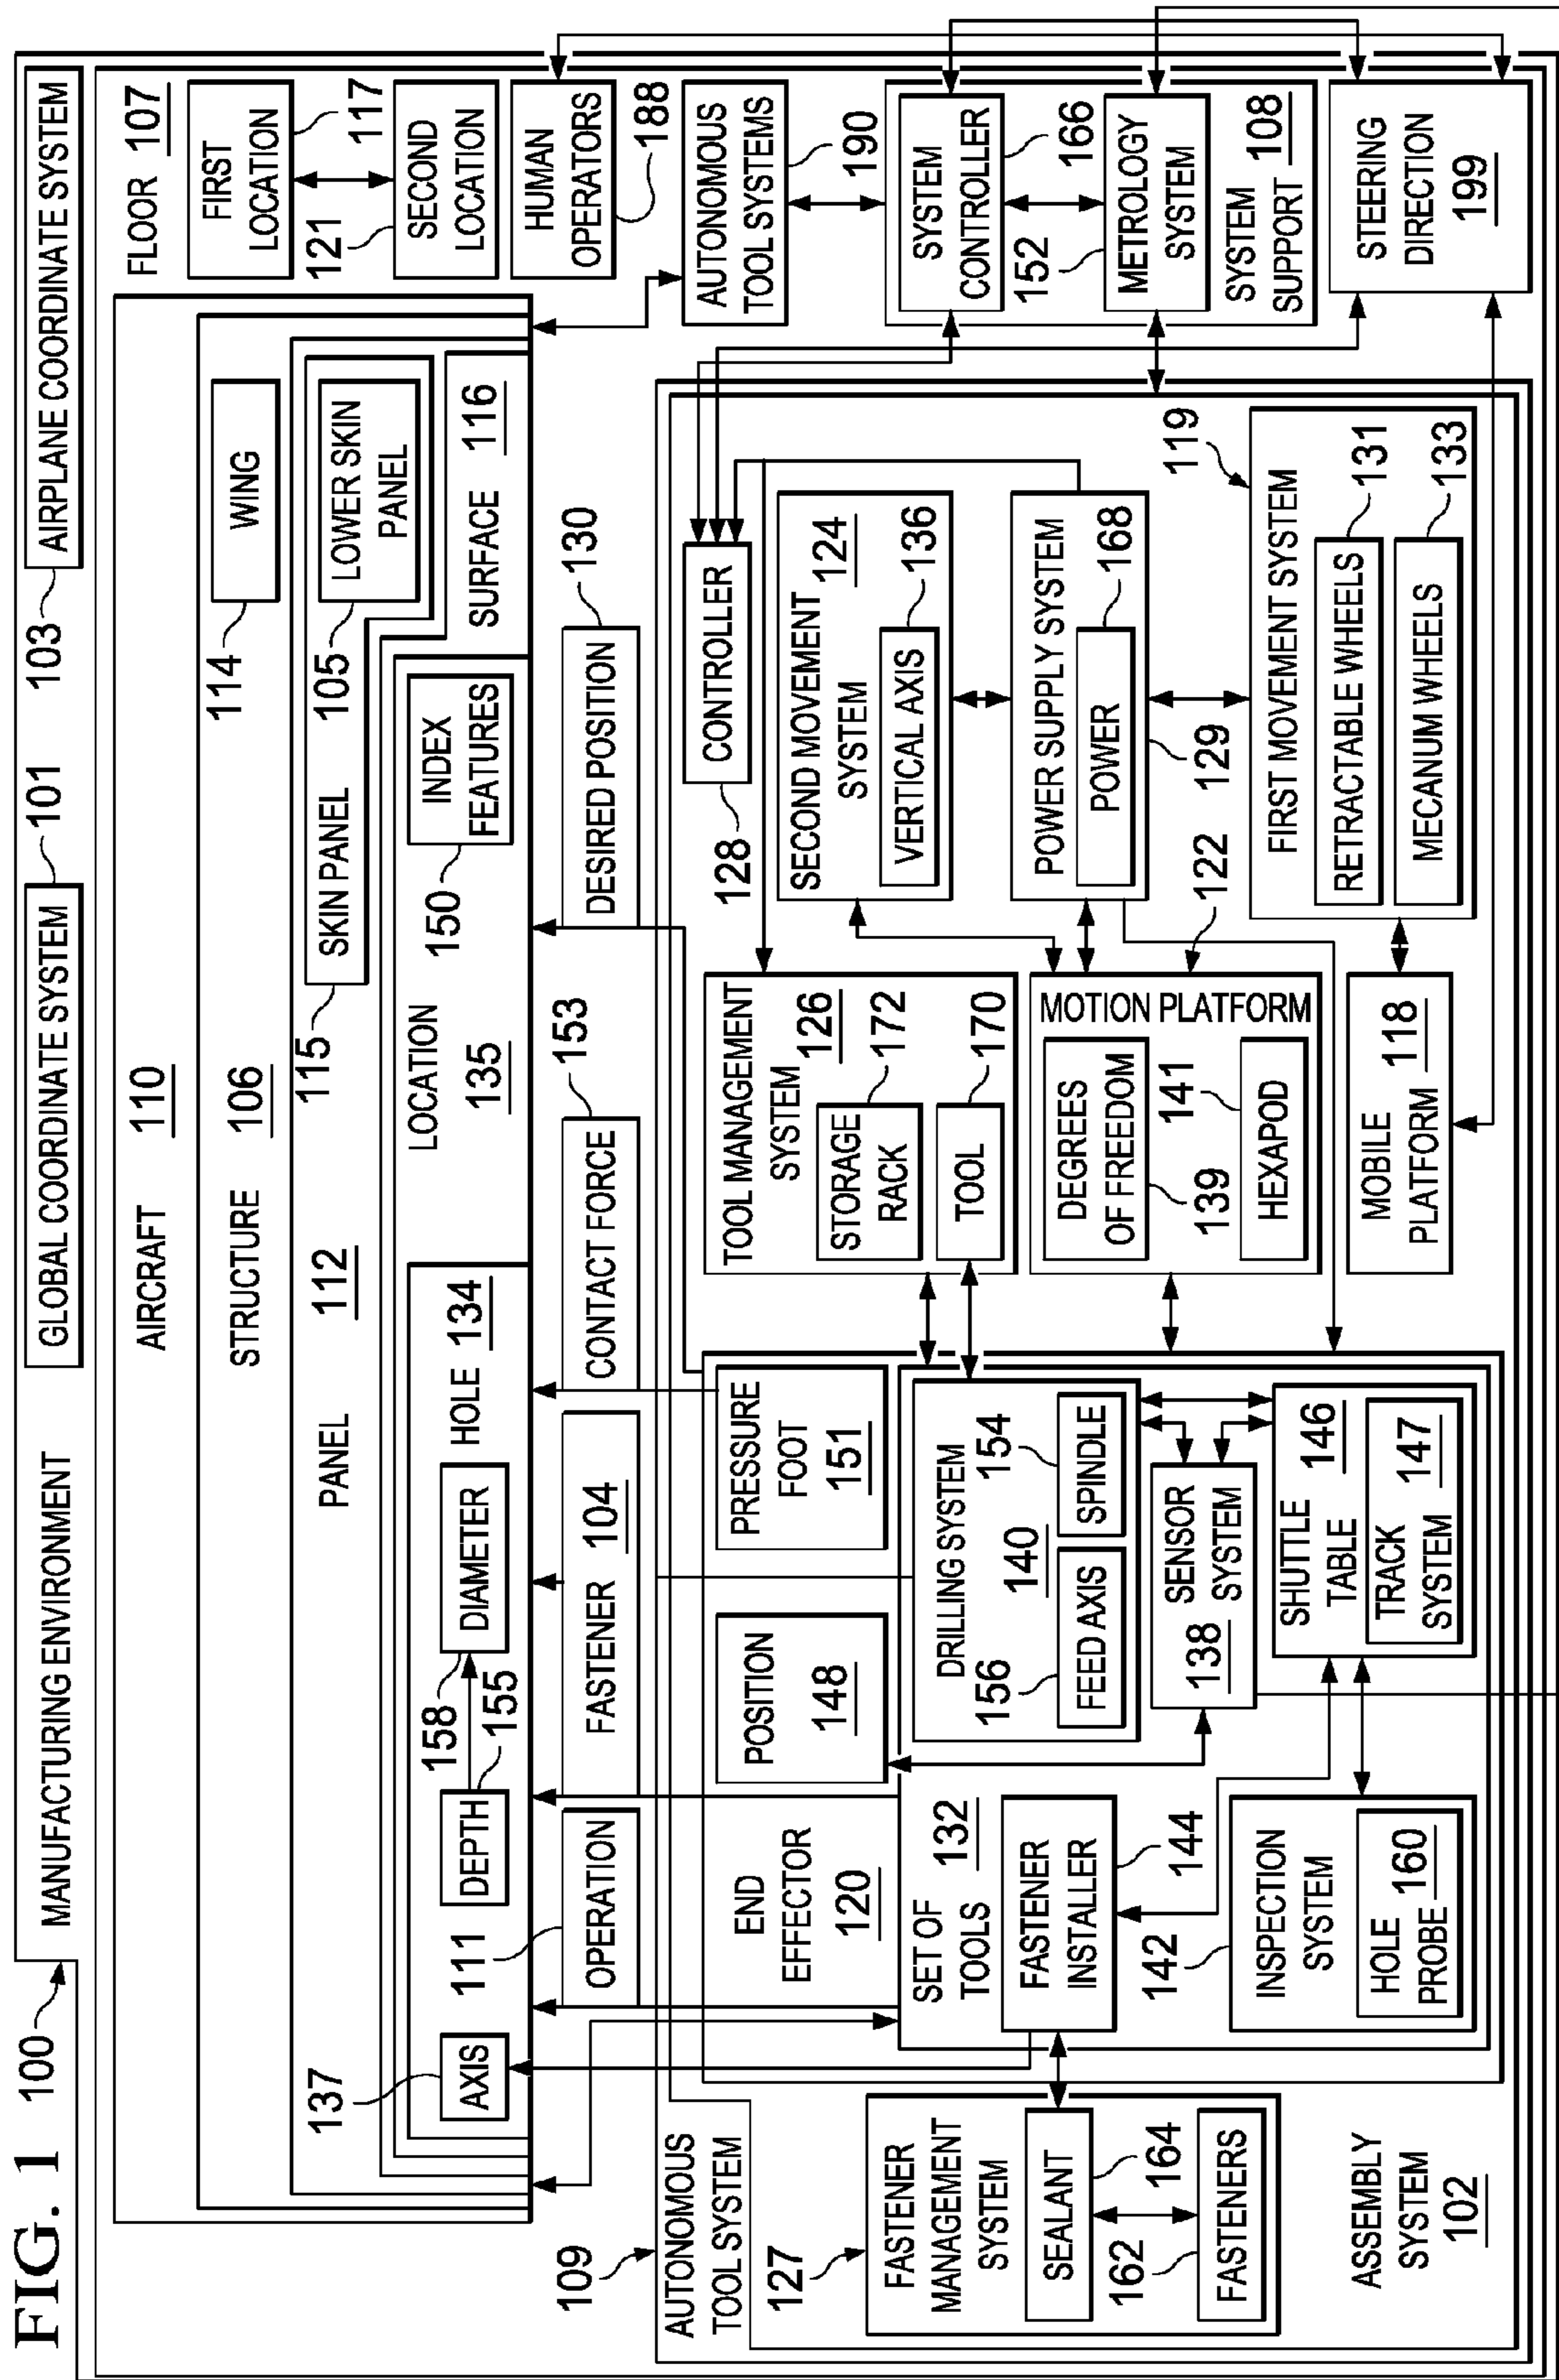 FIG. 1
100
MANUFACTURING ENVIRONMENT
GLOBAL COORDINATE SYSTEM
101
103
AIRPLANE COORDINATE SYSTEM
AIRCRAFT
110
FLOOR 107
FIRST
LOCATION
117
121
SECOND
LOCATION
HUMAN
OPERATORS
188
STRUCTURE
106
114
WING
PANEL
112
115
SKIN PANEL
105
LOWER SKIN
PANEL
SURFACE
116
LOCATION
135
150
INDEX
FEATURES
HOLE
134
137
AXIS
DEPTH
155
158
DIAMETER
111
OPERATION
FASTENER
104
CONTACT FORCE
153
DESIRED POSITION
130
AUTONOMOUS
TOOL SYSTEMS
190
SYSTEM
CONTROLLER
166
152
METROLOGY
SYSTEM
SYSTEM
SUPPORT
108
STEERING
DIRECTION
199
109
AUTONOMOUS
TOOL SYSTEM
127
FASTENER
MANAGEMENT
SYSTEM
SEALANT
164
162
FASTENERS
ASSEMBLY
SYSTEM
102
END
EFFECTOR
120
POSITION
148
PRESSURE
FOOT
151
SET OF
TOOLS
132
FASTENER
INSTALLER
144
142
INSPECTION
SYSTEM
HOLE
PROBE
160
DRILLING SYSTEM
140
156
FEED AXIS
154
SPINDLE
SENSOR
SYSTEM
138
SHUTTLE
TABLE
146
TRACK
SYSTEM
147
TOOL MANAGEMENT
SYSTEM
126
STORAGE
RACK
172
TOOL
170
MOTION PLATFORM
122
DEGREES
OF FREEDOM
139
141
HEXAPOD
MOBILE
PLATFORM
118
128
CONTROLLER
SECOND MOVEMENT
SYSTEM
124
VERTICAL AXIS
136
POWER SUPPLY SYSTEM
129
POWER
168
119
FIRST MOVEMENT SYSTEM
RETRACTABLE WHEELS
131
MECANUM WHEELS
133